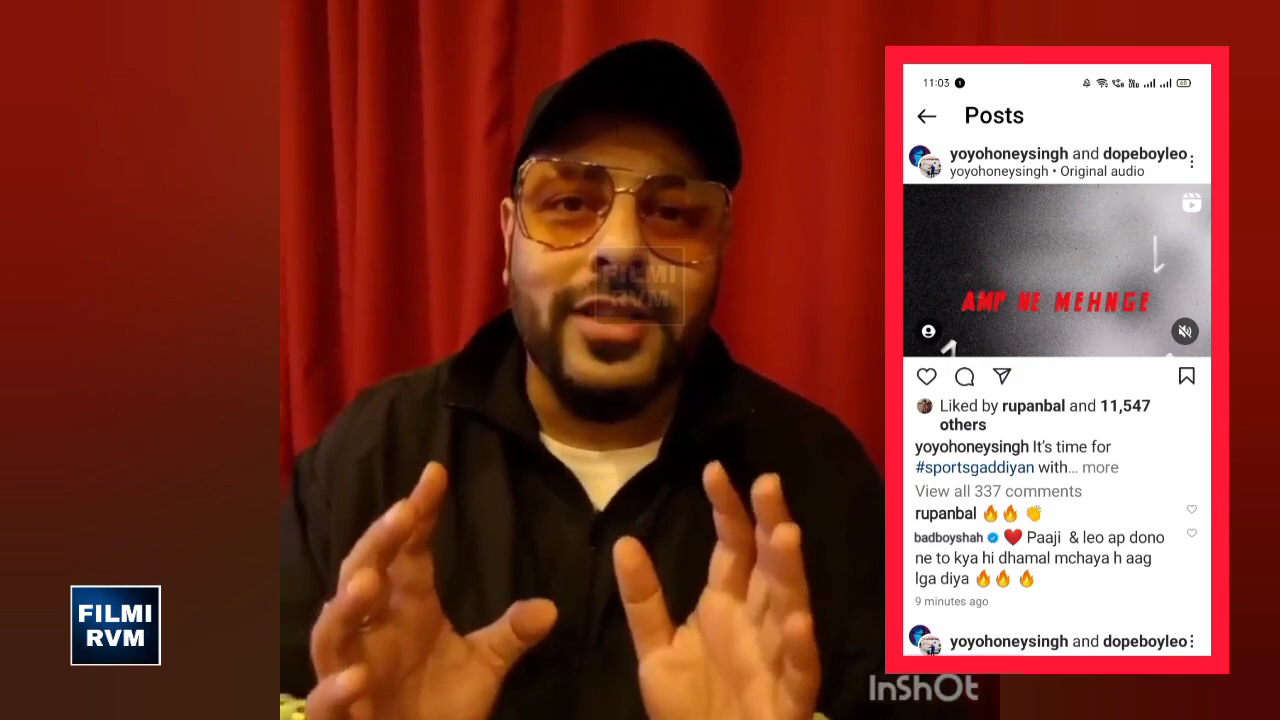 FILMI
RVM
11:03
Posts
yoyohoneysingh and dopeboyleo
yoyohoneysingh • Original audio
AMP NE MEHNGE
Liked by rupanbal and 11,547
others
yoyohoneysingh It's time for
#sportsgaddiyan with... more
View all 337 comments
rupanbal 🔥🔥 👏
badboyshah ❤️ Paaji & leo ap dono
ne to kya hi dhamal mchaya h aag
lga diya 🔥🔥 🔥
9 minutes ago
yoyohoneysingh and dopeboyleo
FILMI
RVM
InShOt